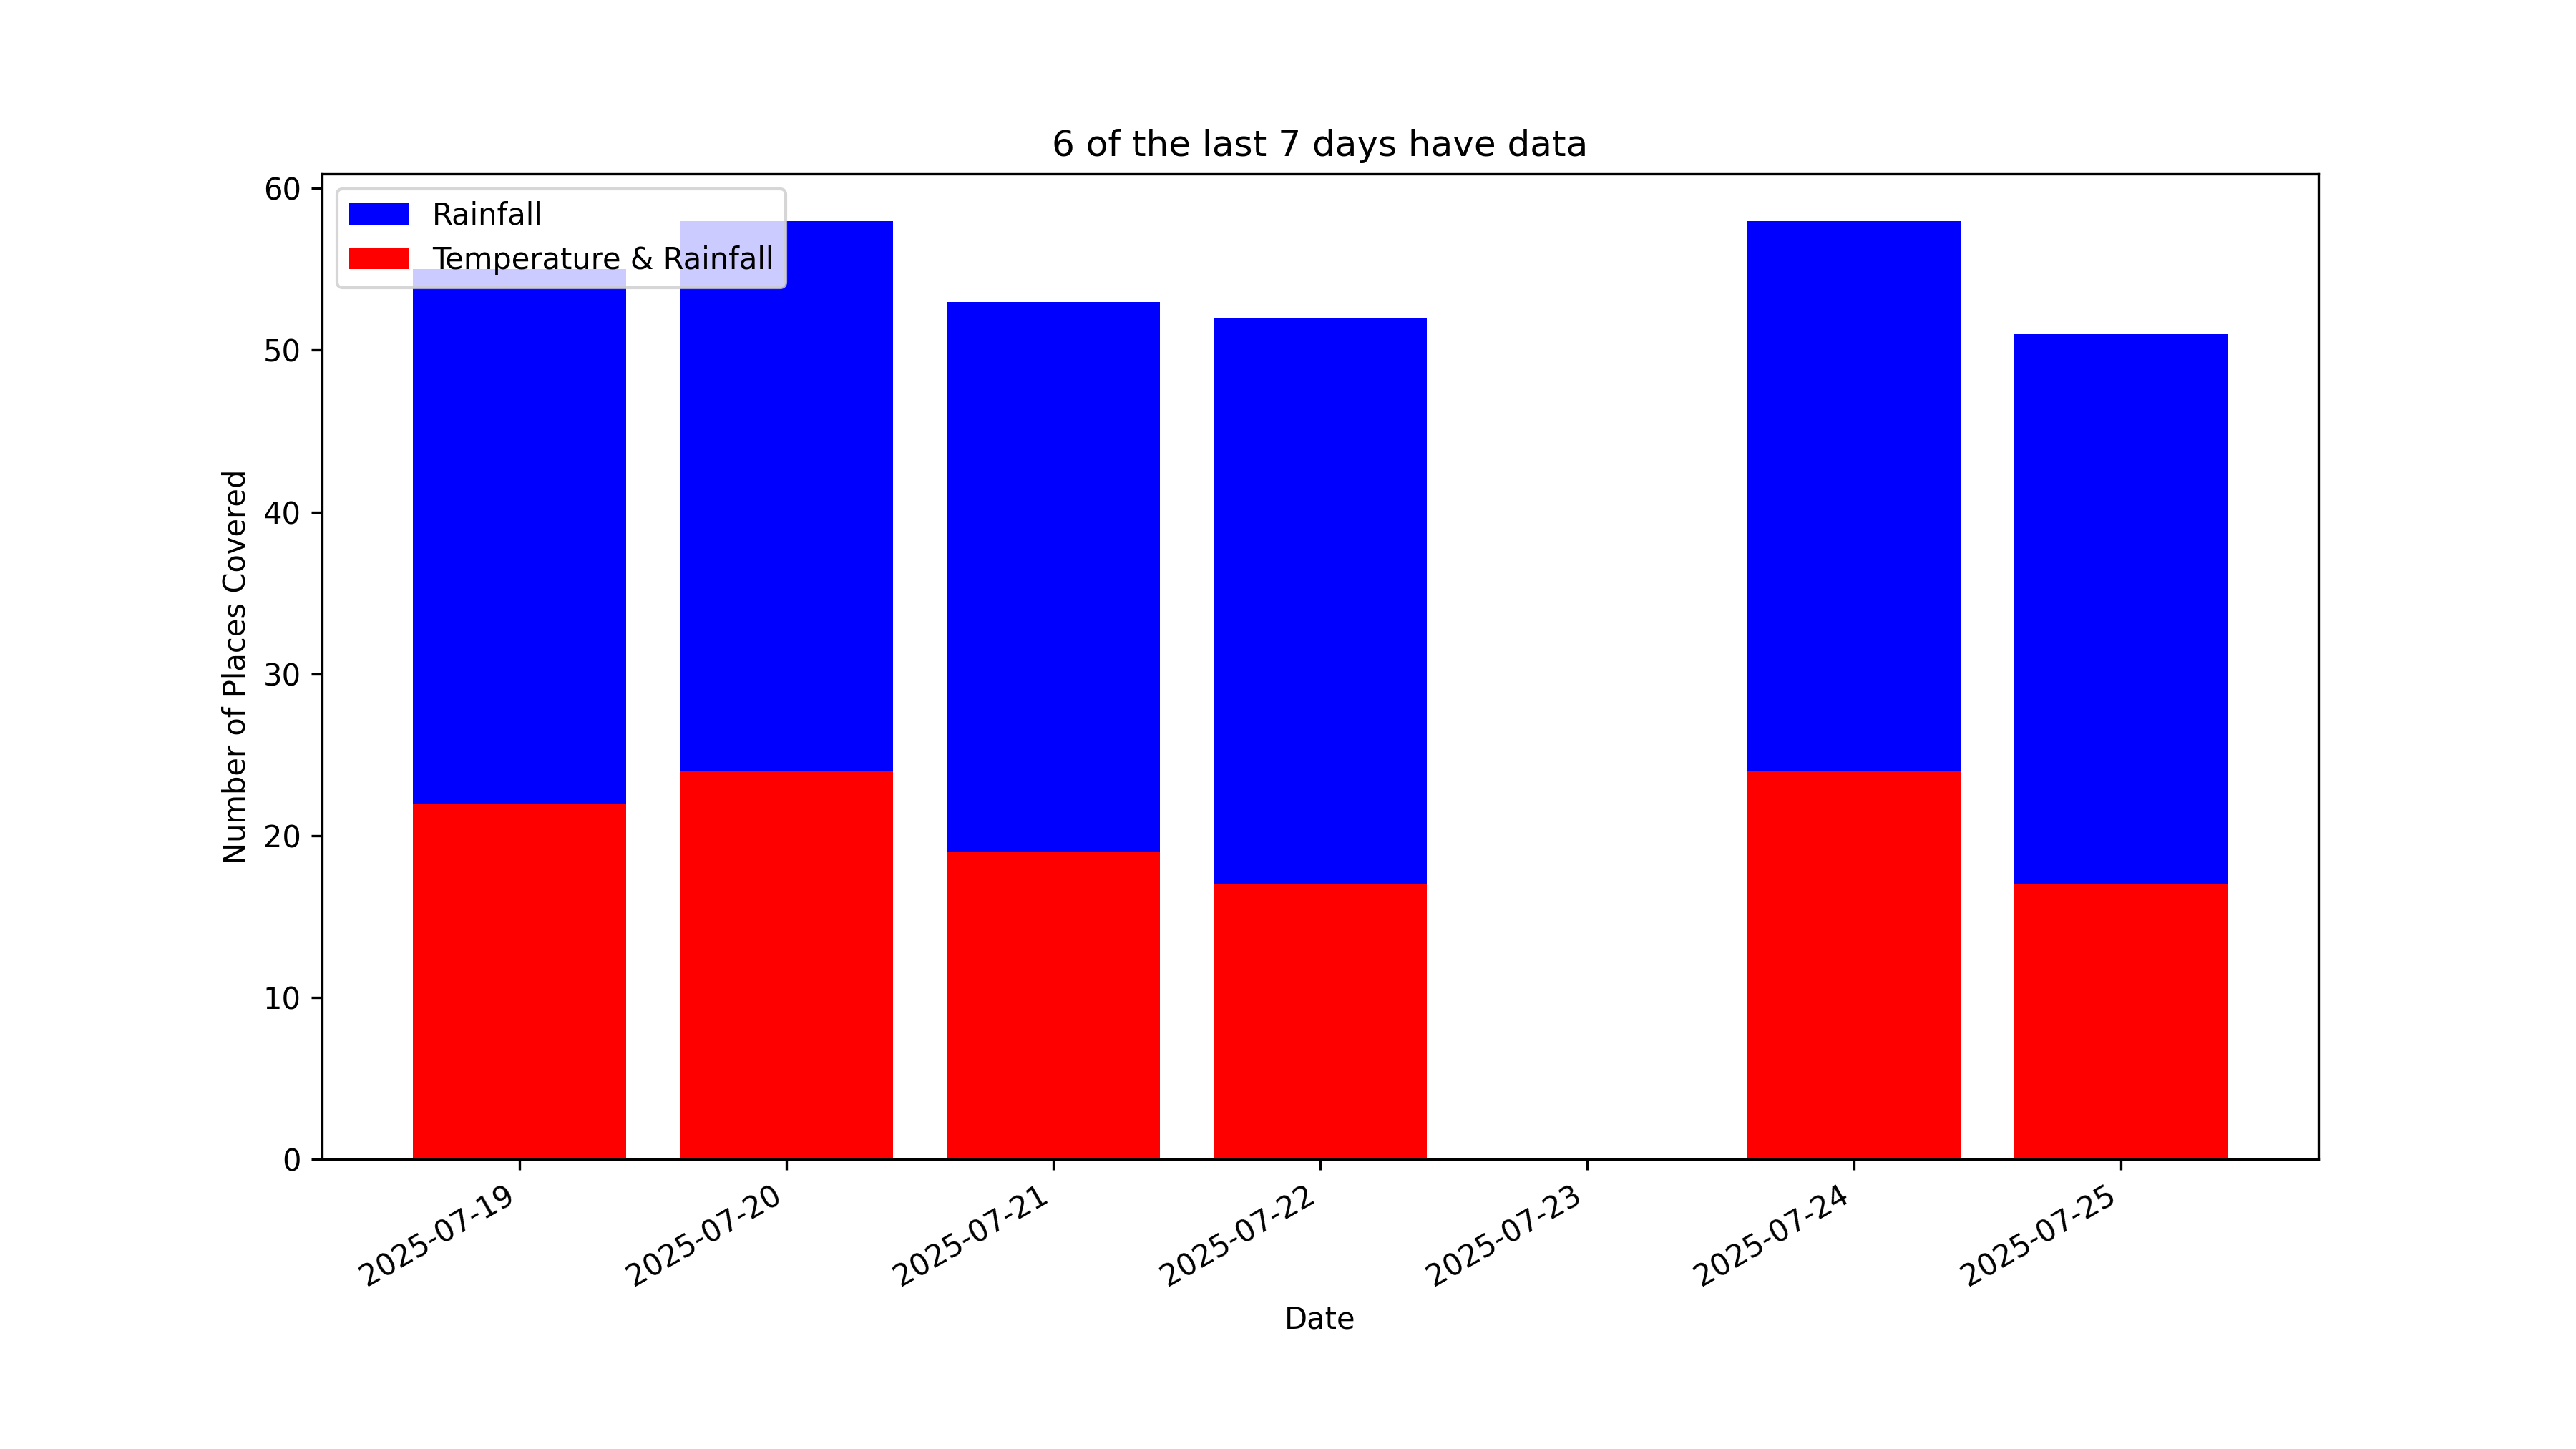 6 of the last 7 days have data
Rainfall
Temperature & Rainfall
Number of Places Covered
60
50
40
30
20
10
0
2025-07-19
2025-07-20
2025-07-21
2025-07-22
2025-07-23
2025-07-24
2025-07-25
Date